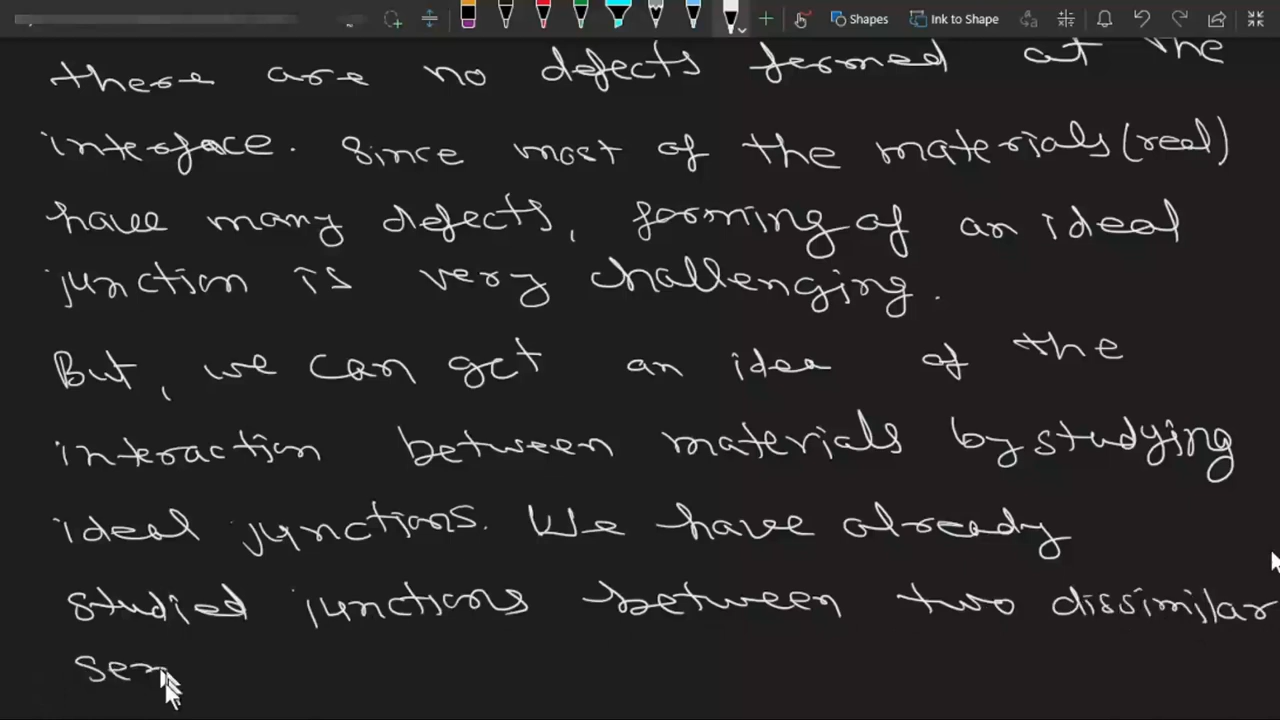 Shapes Ink to Shape
there are no defects formed at the
interface. Since most of the materials (real)
have many defects, forming of an ideal
junction is very challenging.
But, we can get an idea of the
interaction between materials by studying
ideal junctions. We have already
studied junctions between two dissimilar